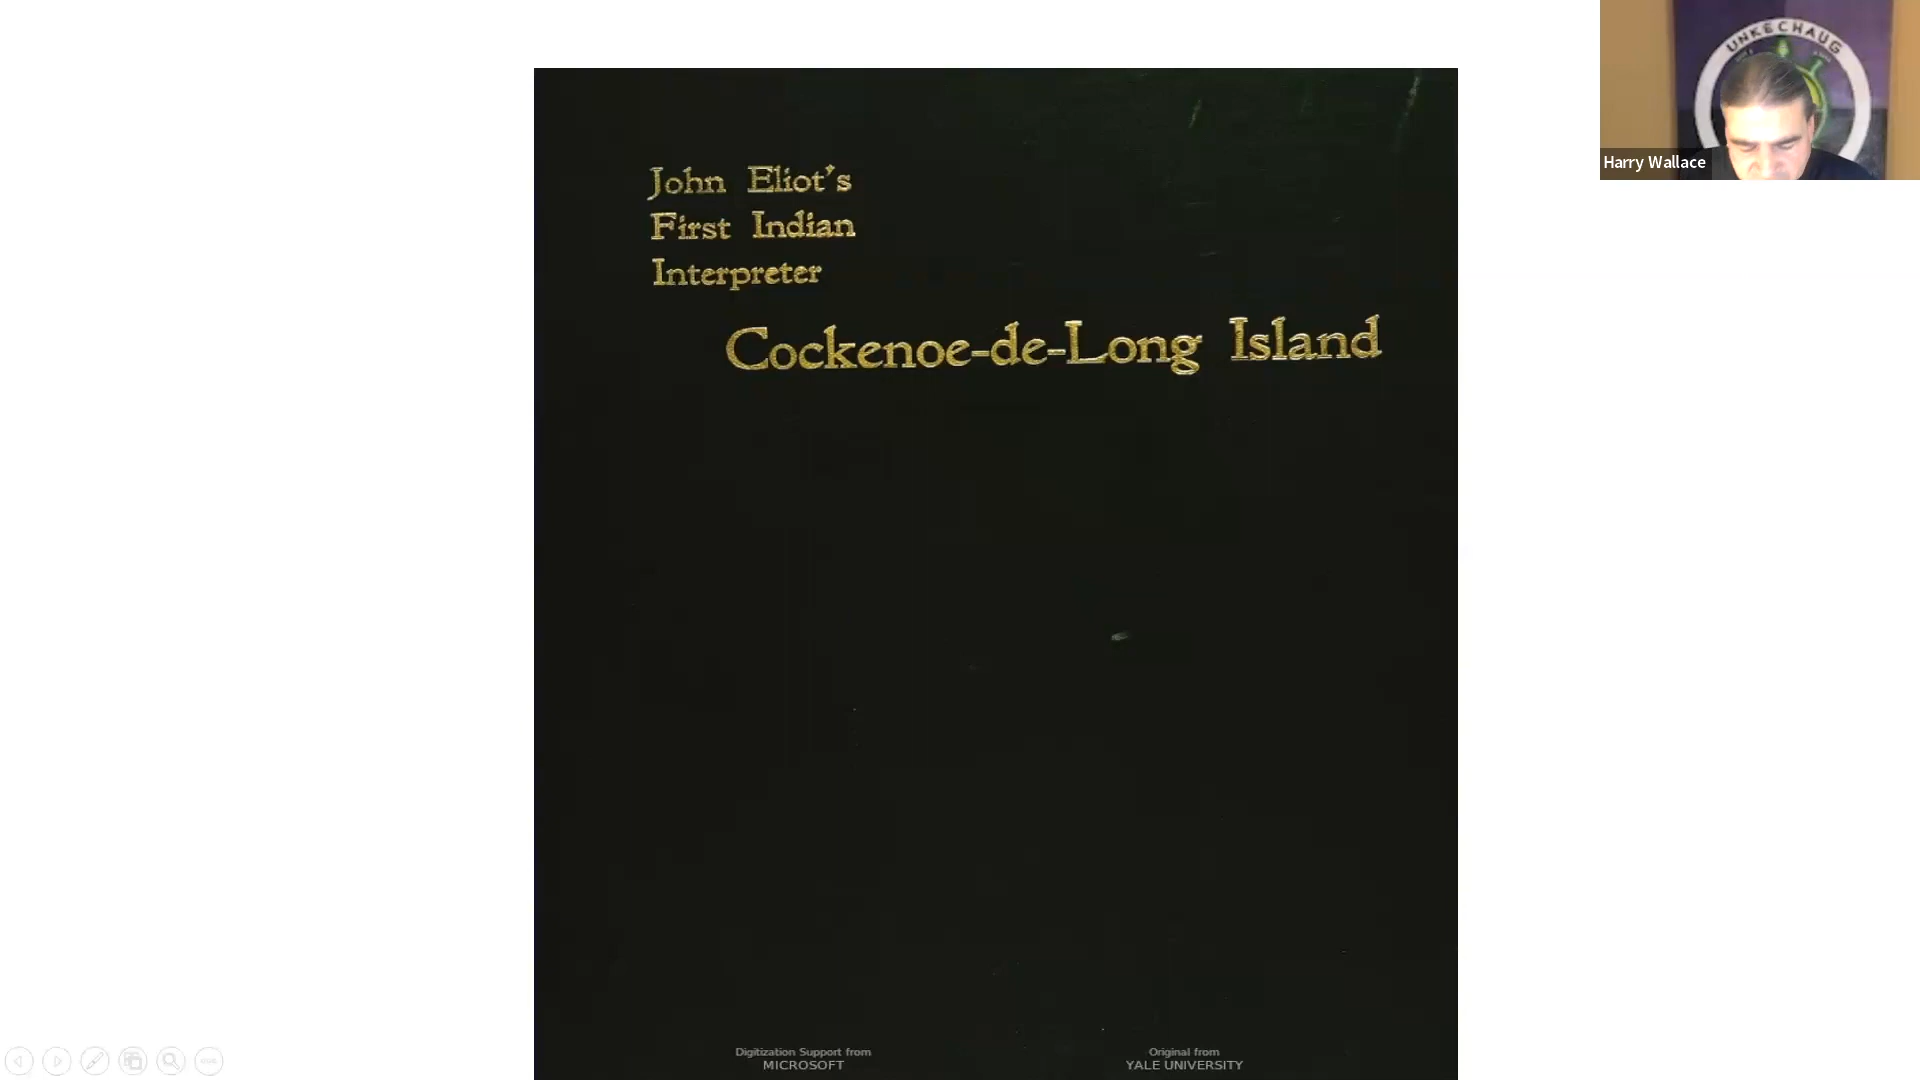 John Eliot's
First Indian
Interpreter
Cockenoe-de-Long Island
Digitization Support from
MICROSOFT
Original from
YALE UNIVERSITY
UNKECHAUG
Harry Wallace